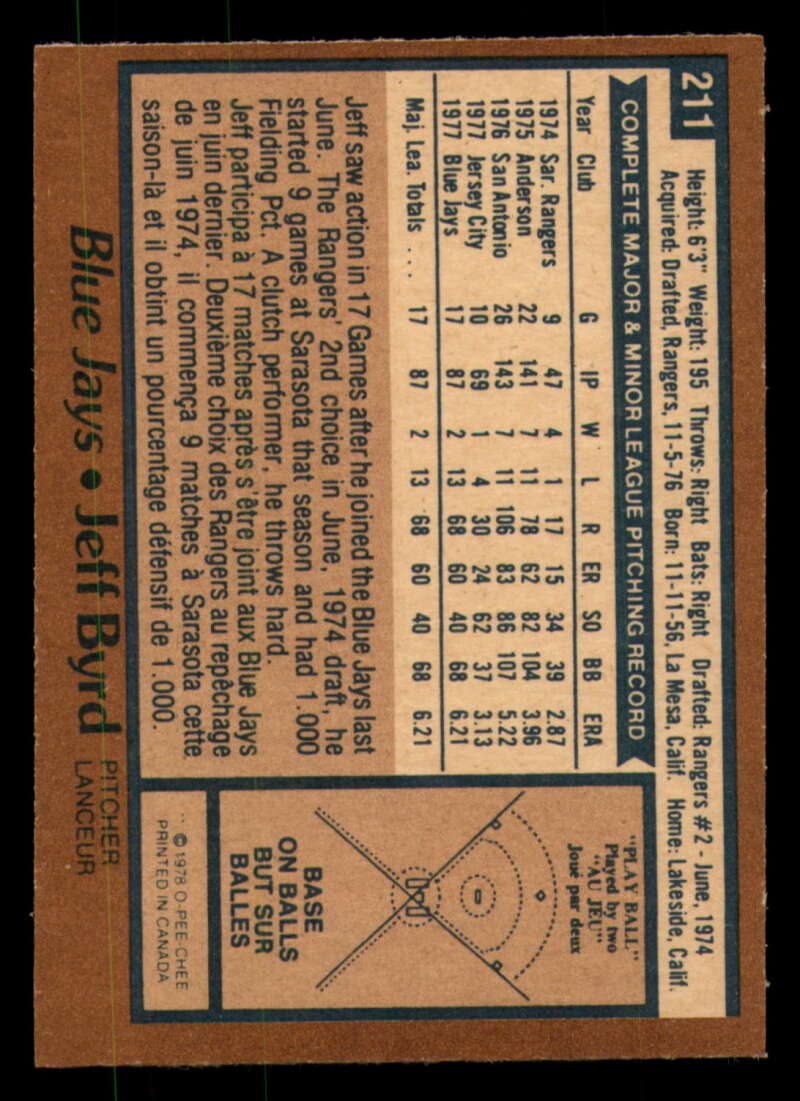 211
Height: 6'3" Weight: 195 Throws: Right Bats: Right Drafted: Rangers #2 - June, 1974
Acquired: Drafted, Rangers, 11-5-76 Born: 11-11-56, La Mesa, Calif. Home: Lakeside, Calif.
COMPLETE MAJOR & MINOR LEAGUE PITCHING RECORD
Year Club G IP W L R ER SO BB ERA
1974 Sar. Rangers 9 47 4 1 17 15 34 39 2.87
1975 Anderson 22 141 7 11 78 62 82 104 3.96
1976 San Antonio 26 143 7 11 106 83 86 107 5.22
1977 Jersey City 10 69 1 4 30 24 62 37 3.13
1977 Blue Jays 17 87 2 13 68 60 40 68 6.21
Maj. Lea. Totals ... 17 87 2 13 68 60 40 68 6.21
Jeff saw action in 17 Games after he joined the Blue Jays last
June. The Rangers' 2nd choice in June, 1974 draft, he
started 9 games at Sarasota that season and had 1.000
Fielding Pct. A clutch performer, he throws hard.
Jeff participa à 17 matches après s'être joint aux Blue Jays
en juin dernier. Deuxième choix des Rangers au repêchage
de juin 1974, il commença 9 matches à Sarasota cette
saison-là et il obtint un pourcentage défensif de 1.000.
"PLAY BALL"
Played by two
"AU JEU"
Joué par deux
BASE
ON BALLS
BUT SUR
BALLES
© 1978 O-PEE-CHEE
PRINTED IN CANADA
Blue Jays • Jeff Byrd PITCHER
LANCEUR